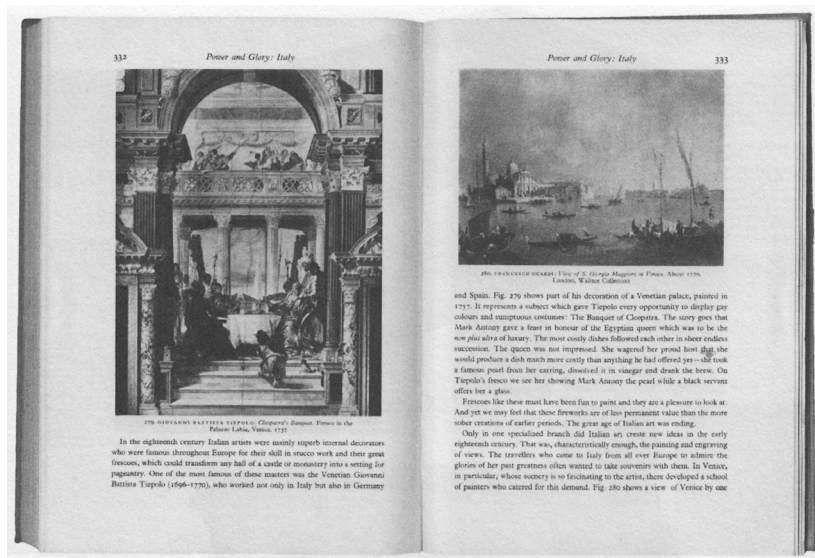 332
Power and Glory: Italy
279. GIOVANNI BATTISTA TIEPOLO: Cleopatra's Banquet. Fresco in the
Palazzo Labia, Venice. 1757
In the eighteenth century Italian artists were mainly superb internal decorators
who were famous throughout Europe for their skill in stucco work and their great
frescoes, which could transform any hall of a castle or monastery into a setting for
pageantry. One of the most famous of these masters was the Venetian Giovanni
Battista Tiepolo (1696-1770), who worked not only in Italy but also in Germany
Power and Glory: Italy
333
280. FRANCESCO GUARDI: View of S. Giorgio Maggiore in Venice. About 1770.
London, Wallace Collection
and Spain. Fig. 279 shows part of his decoration of a Venetian palace, painted in
1757. It represents a subject which gave Tiepolo every opportunity to display gay
colours and sumptuous costumes: The Banquet of Cleopatra. The story goes that
Mark Antony gave a feast in honour of the Egyptian queen which was to be the
non plus ultra of luxury. The most costly dishes followed each other in sheer endless
succession. The queen was not impressed. She wagered her proud host that she
would produce a dish much more costly than anything he had offered yet—she took
a famous pearl from her earring, dissolved it in vinegar and drank the brew. On
Tiepolo's fresco we see her showing Mark Antony the pearl while a black servant
offers her a glass.
Frescoes like these must have been fun to paint and they are a pleasure to look at.
And yet we may feel that these fireworks are of less permanent value than the more
sober creations of earlier periods. The great age of Italian art was ending.
Only in one specialized branch did Italian art create new ideas in the early
eighteenth century. That was, characteristically enough, the painting and engraving
of views. The travellers who came to Italy from all over Europe to admire the
glories of her past greatness often wanted to take souvenirs with them. In Venice,
in particular, whose scenery is so fascinating to the artist, there developed a school
of painters who catered for this demand. Fig. 280 shows a view of Venice by one